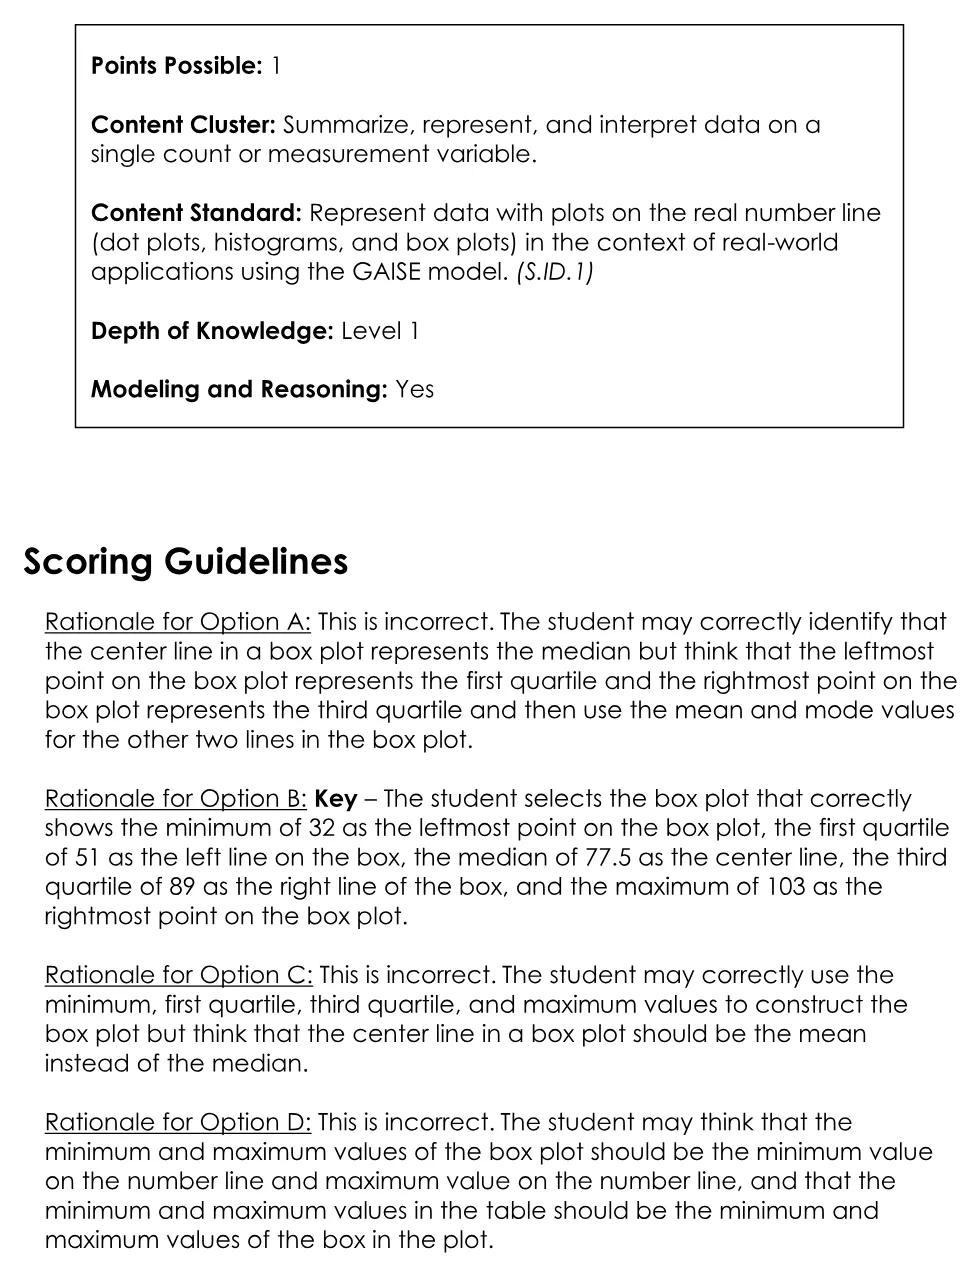 Points Possible: 1
Content Cluster: Summarize, represent, and interpret data on a
single count or measurement variable.
Content Standard: Represent data with plots on the real number line
(dot plots, histograms, and box plots) in the context of real-world
applications using the GAISE model. (S.ID.1)
Depth of Knowledge: Level 1
Modeling and Reasoning: Yes
Scoring Guidelines
Rationale for Option A: This is incorrect. The student may correctly identify that
the center line in a box plot represents the median but think that the leftmost
point on the box plot represents the first quartile and the rightmost point on the
box plot represents the third quartile and then use the mean and mode values
for the other two lines in the box plot.
Rationale for Option B: Key – The student selects the box plot that correctly
shows the minimum of 32 as the leftmost point on the box plot, the first quartile
of 51 as the left line on the box, the median of 77.5 as the center line, the third
quartile of 89 as the right line of the box, and the maximum of 103 as the
rightmost point on the box plot.
Rationale for Option C: This is incorrect. The student may correctly use the
minimum, first quartile, third quartile, and maximum values to construct the
box plot but think that the center line in a box plot should be the mean
instead of the median.
Rationale for Option D: This is incorrect. The student may think that the
minimum and maximum values of the box plot should be the minimum value
on the number line and maximum value on the number line, and that the
minimum and maximum values in the table should be the minimum and
maximum values of the box in the plot.